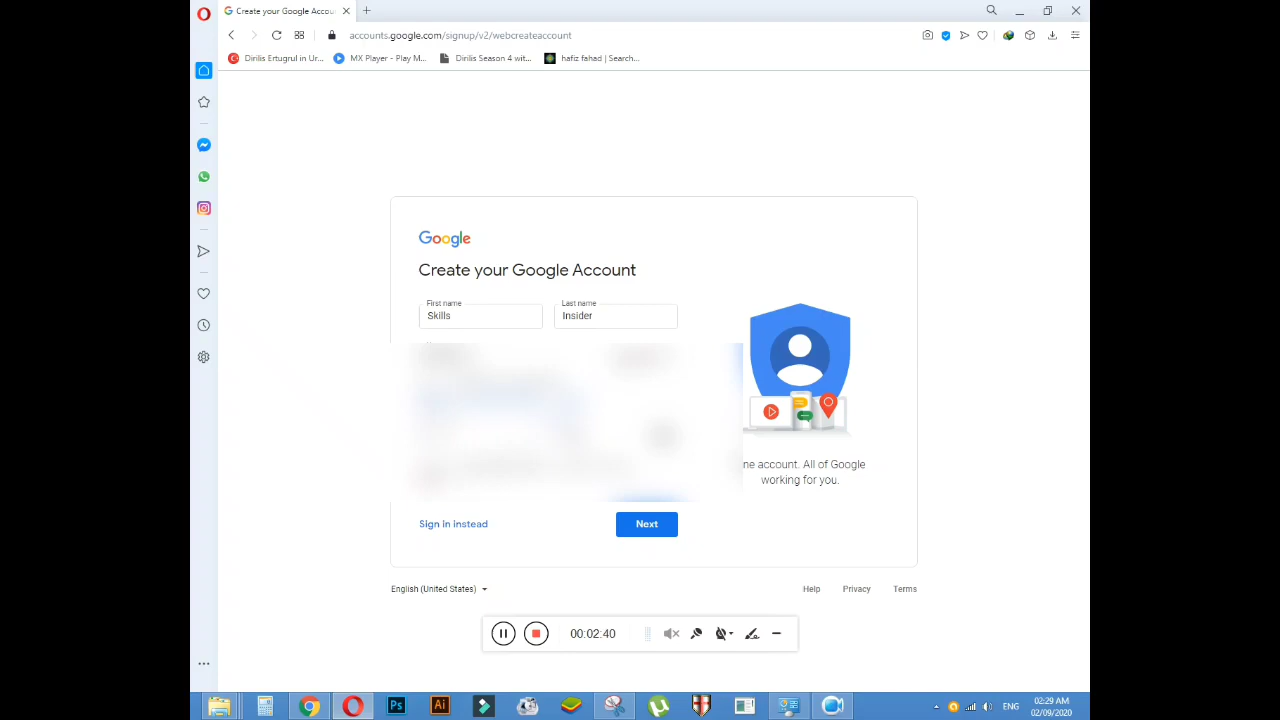 Create your Google Accou
accounts.google.com/signup/v2/webcreateaccount
Dirilis Ertugrul in Ur...
MX Player - Play M...
Dirilis Season 4 wit...
hafiz fahad | Search...
Google
Create your Google Account
First name
Skills
Last name
Insider
ne account. All of Google
working for you.
Sign in instead
Next
English (United States)
Help
Privacy
Terms
00:02:40
Ps
Ai
ENG
02:29 AM
02/09/2020